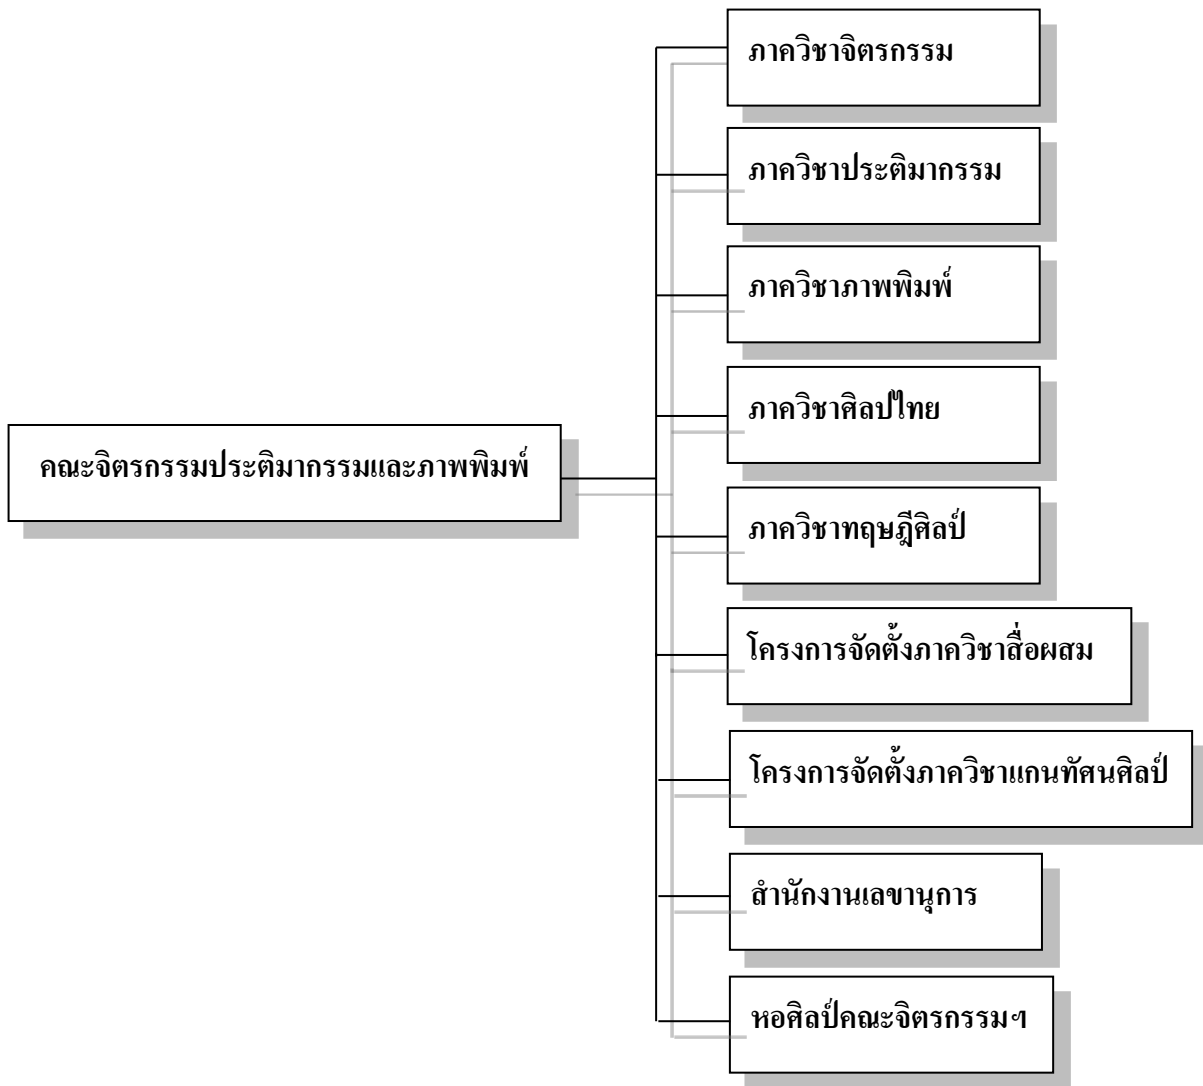 ภาควิชาจิตรกรรม
ภาควิชาประติมากรรม
ภาควิชาภาพพิมพ์
ภาควิชาศิลปไทย
คณะจิตรกรรมประติมากรรมและภาพพิมพ์
ภาควิชาทฤษฎีศิลป์
โครงการจัดตั้งภาควิชาสื่อผสม
โครงการจัดตั้งภาควิชาแกนทัศนศิลป์
สำนักงานเลขานุการ
หอศิลป์คณะจิตรกรรมฯ